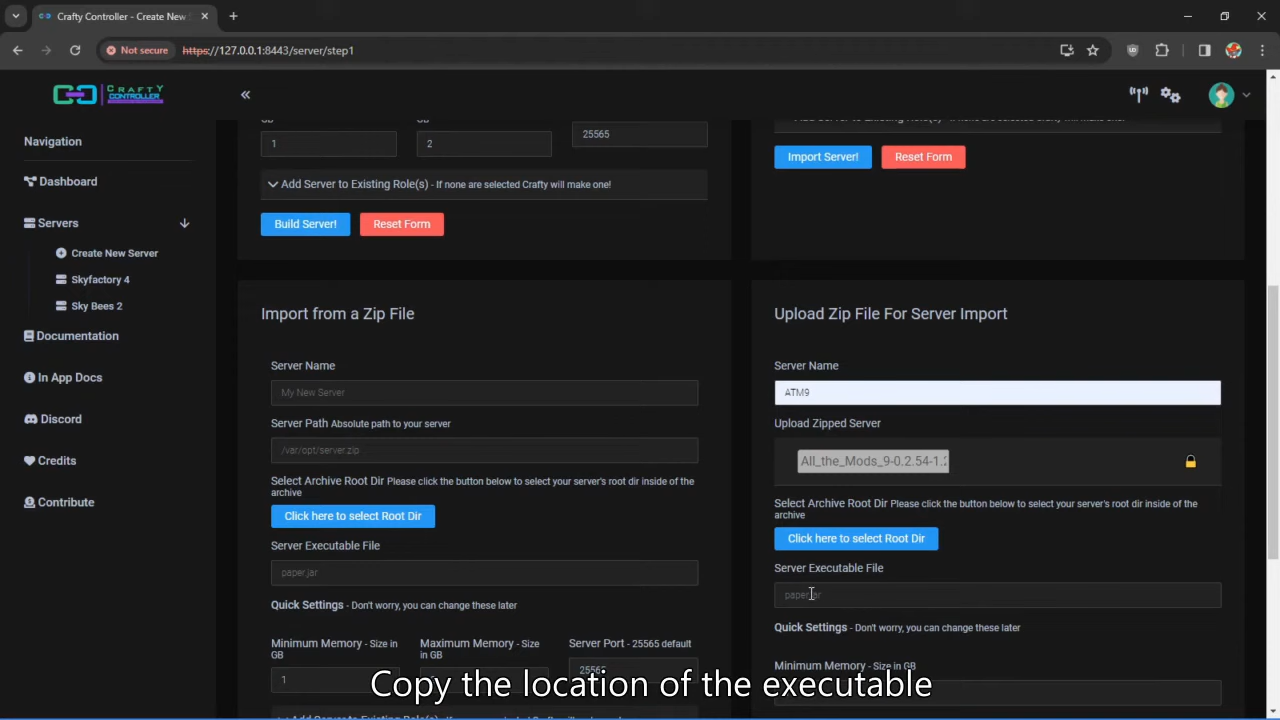 Crafty Controller - Create New
Not secure
https://127.0.0.1:8443/server/step1
CRAFTY
CONTROLLER
Navigation
Dashboard
Servers
Create New Server
Skyfactory 4
Sky Bees 2
Documentation
In App Docs
Discord
Credits
Contribute
1
2
25565
Add Server to Existing Role(s) - If none are selected Crafty will make one!
Build Server!
Reset Form
Import Server!
Reset Form
Import from a Zip File
Server Name
My New Server
Server Path Absolute path to your server
/var/opt/server.zip
Select Archive Root Dir Please click the button below to select your server's root dir inside of the
archive
Click here to select Root Dir
Server Executable File
paper.jar
Quick Settings - Don't worry, you can change these later
Minimum Memory - Size in
GB
Maximum Memory - Size
in GB
Server Port - 25565 default
1
25565
Upload Zip File For Server Import
Server Name
ATM9
Upload Zipped Server
All_the_Mods_9-0.2.54-1.2
Select Archive Root Dir Please click the button below to select your server's root dir inside of the
archive
Click here to select Root Dir
Server Executable File
paper.jar
Quick Settings - Don't worry, you can change these later
Minimum Memory - Size in GB
Copy the location of the executable